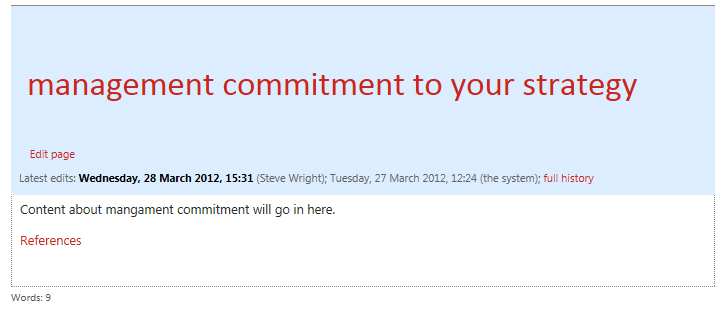 management commitment to your strategy
Edit page
Latest edits: Wednesday, 28 March 2012, 15:31 (Steve Wright); Tuesday, 27 March 2012, 12:24 (the system); full history
Content about mangament commitment will go in here.
References
Words: 9